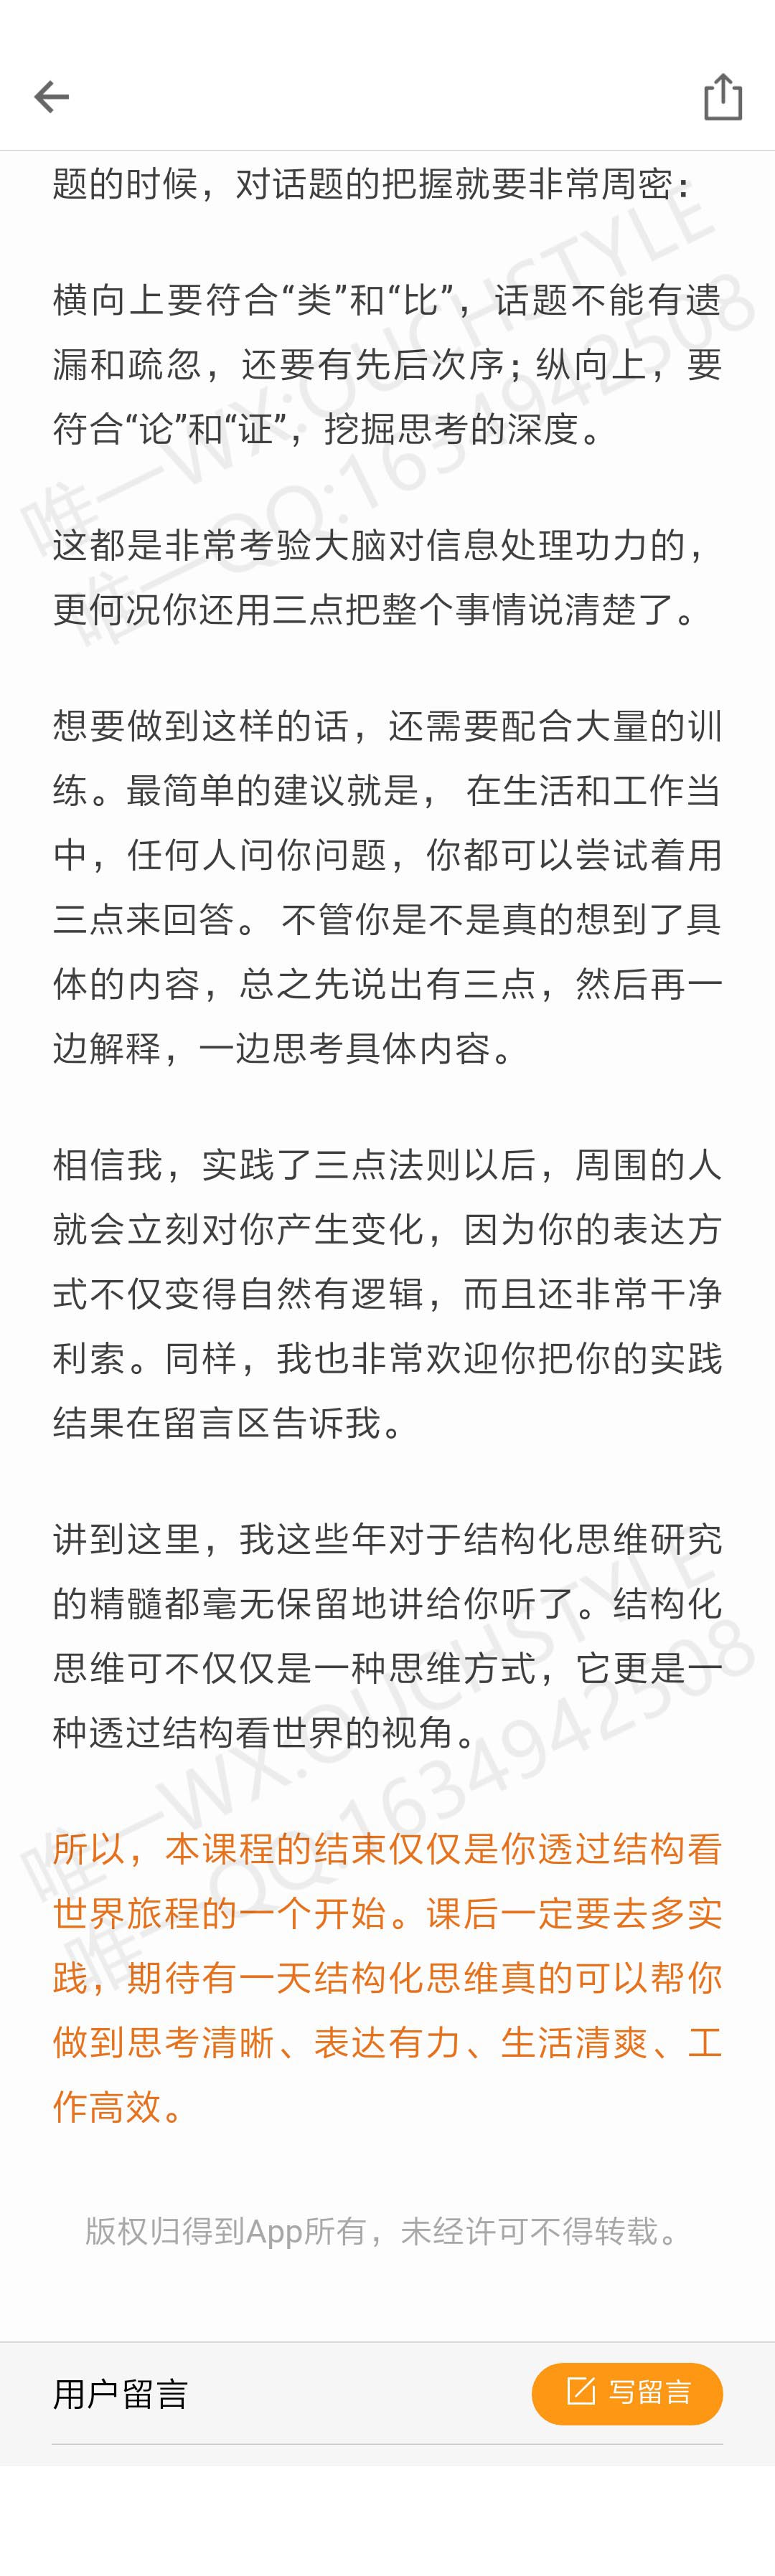 题的时候，对话题的把握就要非常周密：
横向上要符合“类”和“比”，话题不能有遗
漏和疏忽，还要有先后次序；纵向上，要
符合“论”和“证”，挖掘思考的深度。
这都是非常考验大脑对信息处理功力的，
更何况你还用三点把整个事情说清楚了。
想要做到这样的话，还需要配合大量的训
练。最简单的建议就是， 在生活和工作当
中，任何人问你问题，你都可以尝试着用
三点来回答。 不管你是不是真的想到了具
体的内容，总之先说出有三点，然后再一
边解释，一边思考具体内容。
相信我，实践了三点法则以后，周围的人
就会立刻对你产生变化，因为你的表达方
式不仅变得自然有逻辑，而且还非常干净
利索。同样，我也非常欢迎你把你的实践
结果在留言区告诉我。
讲到这里，我这些年对于结构化思维研究
的精髓都毫无保留地讲给你听了。结构化
思维可不仅仅是一种思维方式，它更是一
种透过结构看世界的视角。
所以，本课程的结束仅仅是你透过结构看
世界旅程的一个开始。课后一定要去多实
践，期待有一天结构化思维真的可以帮你
做到思考清晰、表达有力、生活清爽、工
作高效。
版权归得到App所有，未经许可不得转载。
用户留言
写留言
唯一WX:OUCHSTYLE
唯一QQ:1634942508
唯一WX:OUCHSTYLE
唯一QQ:1634942508